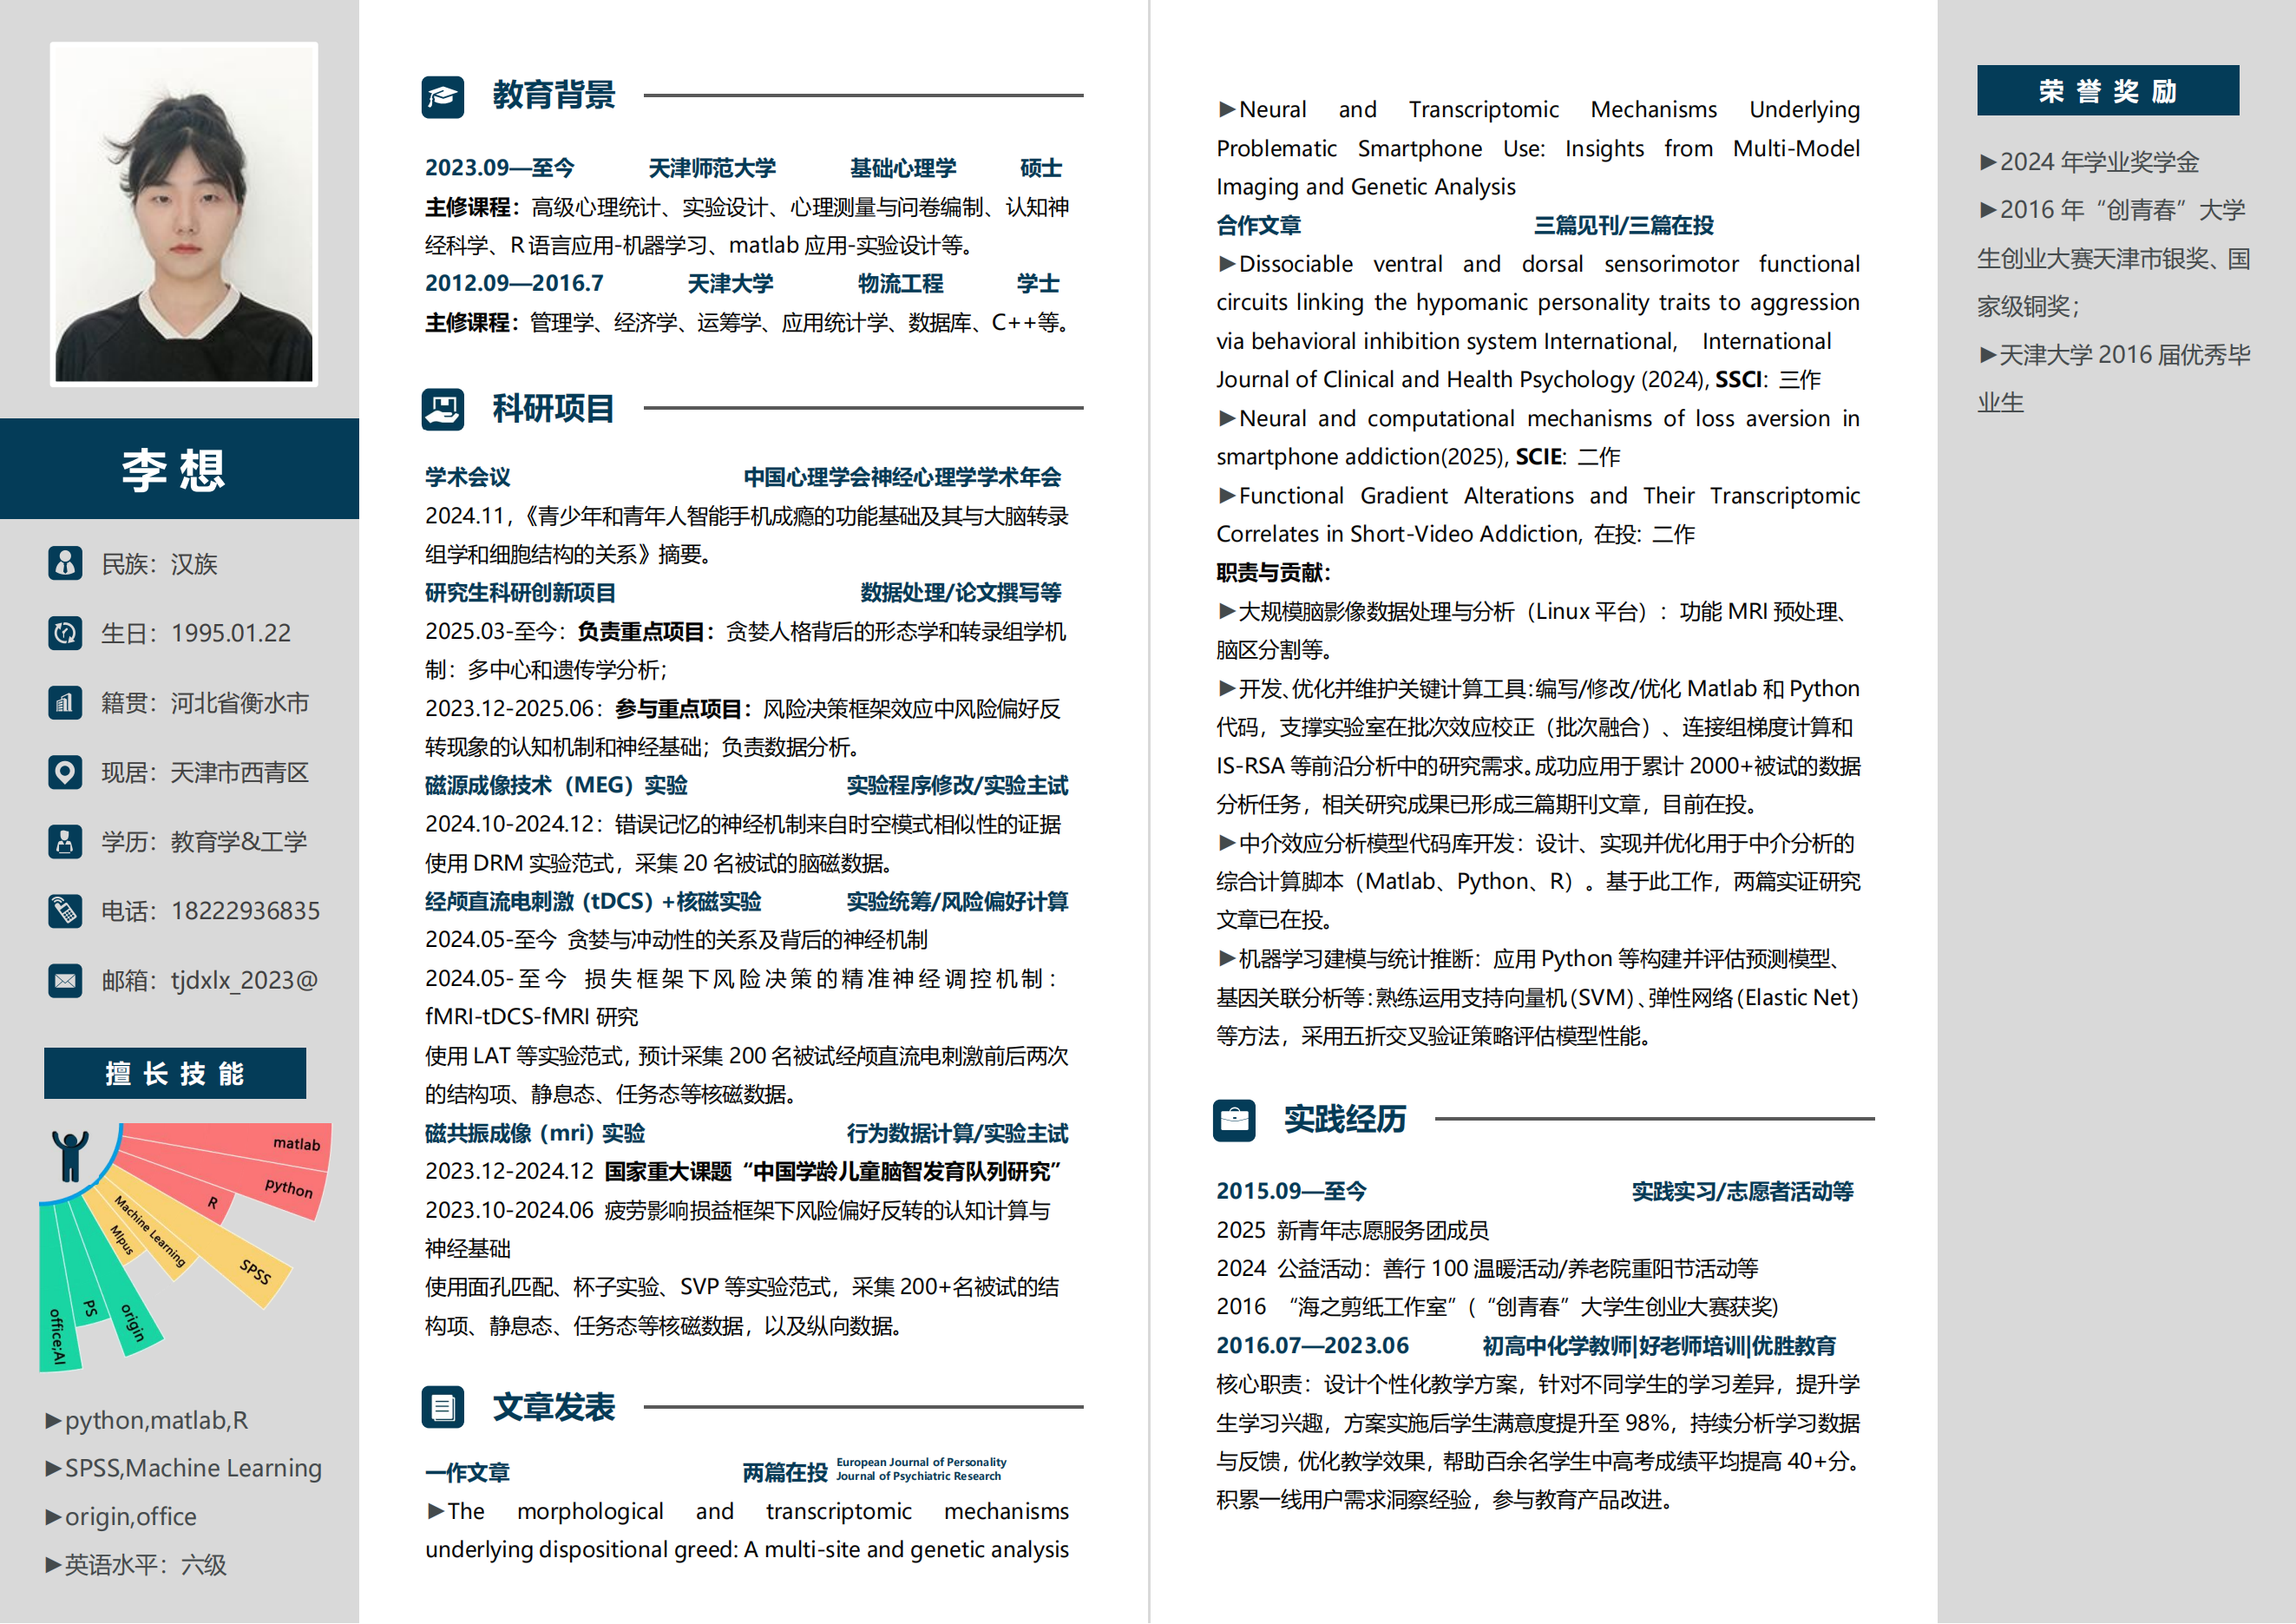 李想
民族：汉族
生日：1995.01.22
籍贯：河北省衡水市
现居：天津市西青区
学历：教育学&工学
电话：18222936835
邮箱：tjdxlx_2023@
擅长技能
matlab
python
R
SPSS
Machine Learning
Mlpus
origin
PS
office;AI
►python,matlab,R
►SPSS,Machine Learning
►origin,office
►英语水平：六级
教育背景
2023.09—至今 天津师范大学 基础心理学 硕士
主修课程：高级心理统计、实验设计、心理测量与问卷编制、认知神
经科学、R语言应用-机器学习、matlab 应用-实验设计等。
2012.09—2016.7 天津大学 物流工程 学士
主修课程：管理学、经济学、运筹学、应用统计学、数据库、C++等。
科研项目
学术会议 中国心理学会神经心理学学术年会
2024.11，《青少年和青年人智能手机成瘾的功能基础及其与大脑转录
组学和细胞结构的关系》摘要。
研究生科研创新项目 数据处理/论文撰写等
2025.03-至今：负责重点项目：贪婪人格背后的形态学和转录组学机
制：多中心和遗传学分析；
2023.12-2025.06：参与重点项目：风险决策框架效应中风险偏好反
转现象的认知机制和神经基础；负责数据分析。
磁源成像技术（MEG）实验 实验程序修改/实验主试
2024.10-2024.12：错误记忆的神经机制来自时空模式相似性的证据
使用 DRM 实验范式，采集 20 名被试的脑磁数据。
经颅直流电刺激（tDCS）+核磁实验 实验统筹/风险偏好计算
2024.05-至今 贪婪与冲动性的关系及背后的神经机制
2024.05-至今 损失框架下风险决策的精准神经调控机制：
fMRI-tDCS-fMRI 研究
使用 LAT 等实验范式，预计采集 200 名被试经颅直流电刺激前后两次
的结构项、静息态、任务态等核磁数据。
磁共振成像（mri）实验 行为数据计算/实验主试
2023.12-2024.12 国家重大课题“中国学龄儿童脑智发育队列研究”
2023.10-2024.06 疲劳影响损益框架下风险偏好反转的认知计算与
神经基础
使用面孔匹配、杯子实验、SVP 等实验范式，采集 200+名被试的结
构项、静息态、任务态等核磁数据，以及纵向数据。
文章发表
一作文章 两篇在投 European Journal of Personality
Journal of Psychiatric Research
►The morphological and transcriptomic mechanisms
underlying dispositional greed: A multi-site and genetic analysis
►Neural and Transcriptomic Mechanisms Underlying
Problematic Smartphone Use: Insights from Multi-Model
Imaging and Genetic Analysis
合作文章 三篇见刊/三篇在投
►Dissociable ventral and dorsal sensorimotor functional
circuits linking the hypomanic personality traits to aggression
via behavioral inhibition system International, International
Journal of Clinical and Health Psychology (2024), SSCI：三作
►Neural and computational mechanisms of loss aversion in
smartphone addiction(2025), SCIE：二作
►Functional Gradient Alterations and Their Transcriptomic
Correlates in Short-Video Addiction, 在投：二作
职责与贡献：
►大规模脑影像数据处理与分析（Linux 平台）：功能 MRI 预处理、
脑区分割等。
►开发、优化并维护关键计算工具：编写/修改/优化 Matlab 和 Python
代码，支撑实验室在批次效应校正（批次融合）、连接组梯度计算和
IS-RSA 等前沿分析中的研究需求。成功应用于累计 2000+被试的数据
分析任务，相关研究成果已形成三篇期刊文章，目前在投。
►中介效应分析模型代码库开发：设计、实现并优化用于中介分析的
综合计算脚本（Matlab、Python、R）。基于此工作，两篇实证研究
文章已在投。
►机器学习建模与统计推断：应用 Python 等构建并评估预测模型、
基因关联分析等：熟练运用支持向量机（SVM）、弹性网络（Elastic Net）
等方法，采用五折交叉验证策略评估模型性能。
实践经历
2015.09—至今 实践实习/志愿者活动等
2025 新青年志愿服务团成员
2024 公益活动：善行 100 温暖活动/养老院重阳节活动等
2016 “海之剪纸工作室”(“创青春”大学生创业大赛获奖)
2016.07—2023.06 初高中化学教师|好老师培训|优胜教育
核心职责：设计个性化教学方案，针对不同学生的学习差异，提升学
生学习兴趣，方案实施后学生满意度提升至 98%，持续分析学习数据
与反馈，优化教学效果，帮助百余名学生中高考成绩平均提高 40+分。
积累一线用户需求洞察经验，参与教育产品改进。
荣誉奖励
►2024 年学业奖学金
►2016 年“创青春”大学
生创业大赛天津市银奖、国
家级铜奖；
►天津大学 2016 届优秀毕
业生